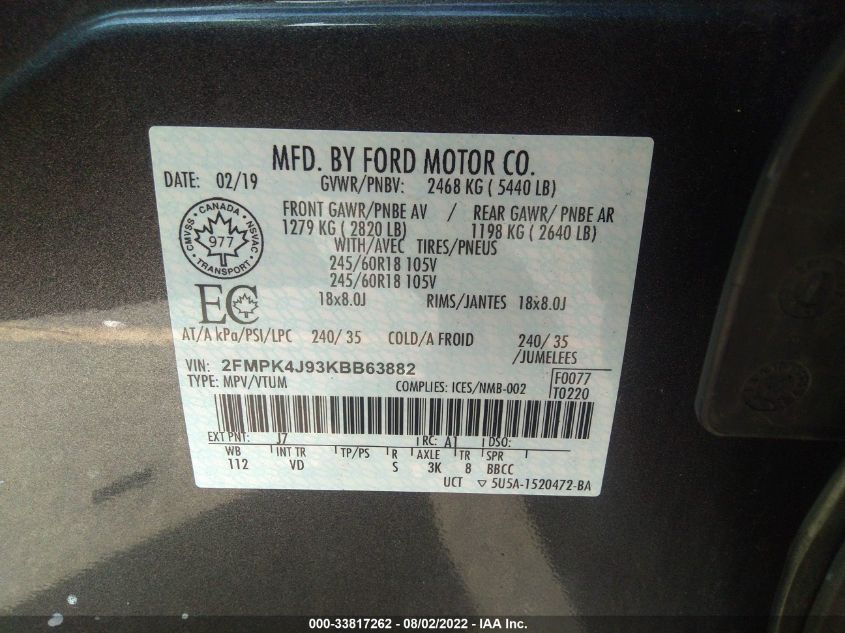 MFD. BY FORD MOTOR CO.
DATE: 02/19 GVWR/PNBV: 2468 KG ( 5440 LB)
FRONT GAWR/PNBE AV / REAR GAWR/ PNBE AR
1279 KG ( 2820 LB) 1198 KG ( 2640 LB)
WITH/AVEC TIRES/PNEUS
245/60R18 105V
245/60R18 105V
18x8.0J RIMS/JANTES 18x8.0J
CANADA
CMVSS 977 NSVAC
TRANSPORT
EC
AT/A kPa/PSI/LPC 240/ 35 COLD/A FROID 240/ 35
/JUMELEES
VIN: 2FMPK4J93KBB63882
TYPE: MPV/VTUM COMPLIES: ICES/NMB-002
F0077
T0220
EXT PNT: J7 RC: A1 DSO:
WB INT TR TP/PS R AXLE TR SPR
112 VD S 3K 8 BBCC
UCT ▽ 5U5A-1520472-BA
000-33817262 - 08/02/2022 - IAA Inc.